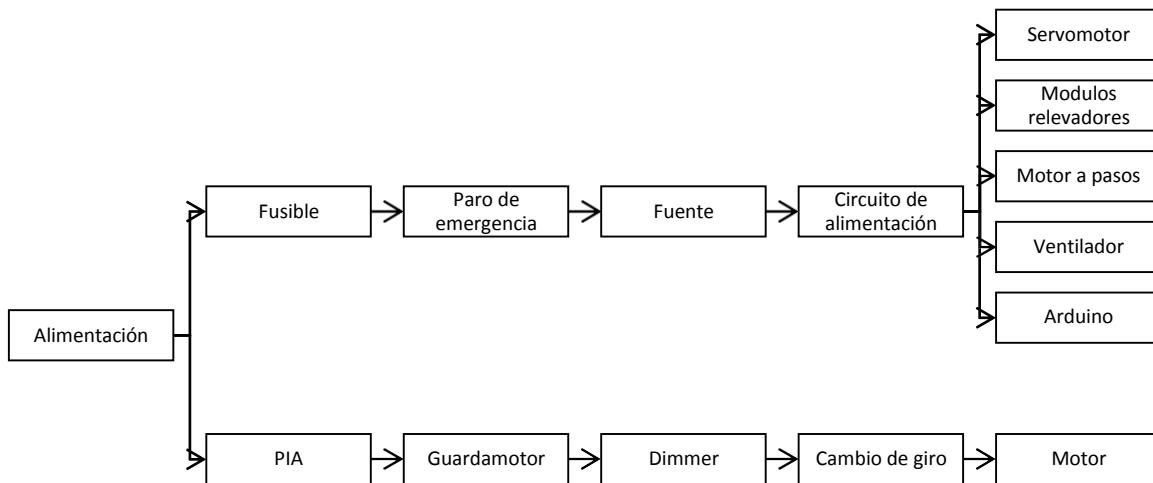 Servomotor
Modulos
relevadores
Motor a pasos
Fusible
Paro de
emergencia
Fuente
Circuito de
alimentación
Ventilador
Arduino
Alimentación
PIA
Guardamotor
Dimmer
Cambio de giro
Motor